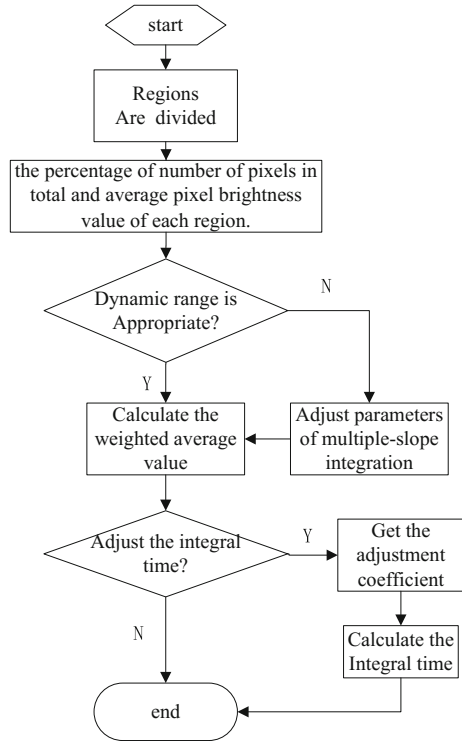 start
Regions
Are divided
the percentage of number of pixels in
total and average pixel brightness
value of each region.
Dynamic range is
Appropriate?
N
Y
Calculate the
weighted average
value
Adjust parameters
of multiple-slope
integration
Adjust the integral
time?
Y
Get the
adjustment
coefficient
N
Calculate the
Integral time
end